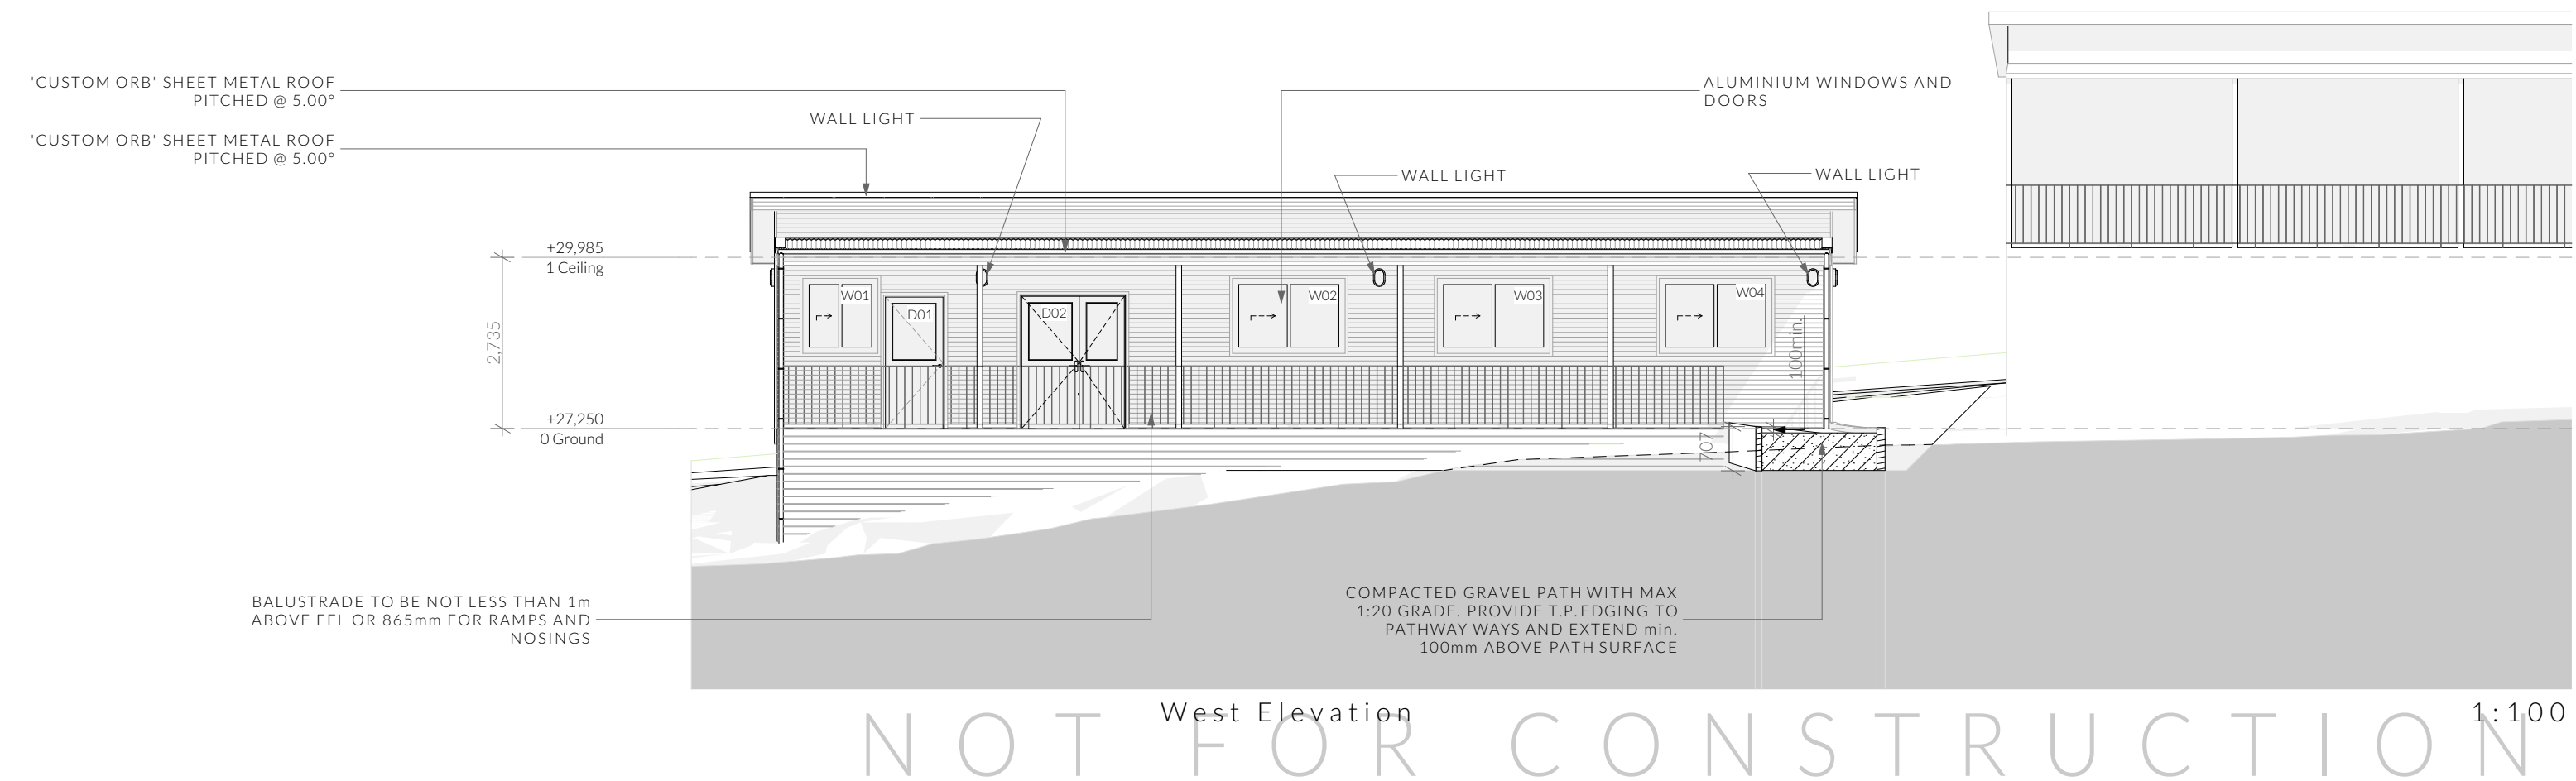 'CUSTOM ORB' SHEET METAL ROOF
PITCHED @ 5.00°
'CUSTOM ORB' SHEET METAL ROOF
PITCHED @ 5.00°
WALL LIGHT
ALUMINIUM WINDOWS AND
DOORS
WALL LIGHT
WALL LIGHT
+29,985
1 Ceiling
2,735
+27,250
0 Ground
W01
D01
D02
W02
W03
W04
100min.
707
BALUSTRADE TO BE NOT LESS THAN 1m
ABOVE FFL OR 865mm FOR RAMPS AND
NOSINGS
COMPACTED GRAVEL PATH WITH MAX
1:20 GRADE. PROVIDE T.P.EDGING TO
PATHWAY WAYS AND EXTEND min.
100mm ABOVE PATH SURFACE
West Elevation
1:100
NOT FOR CONSTRUCTION